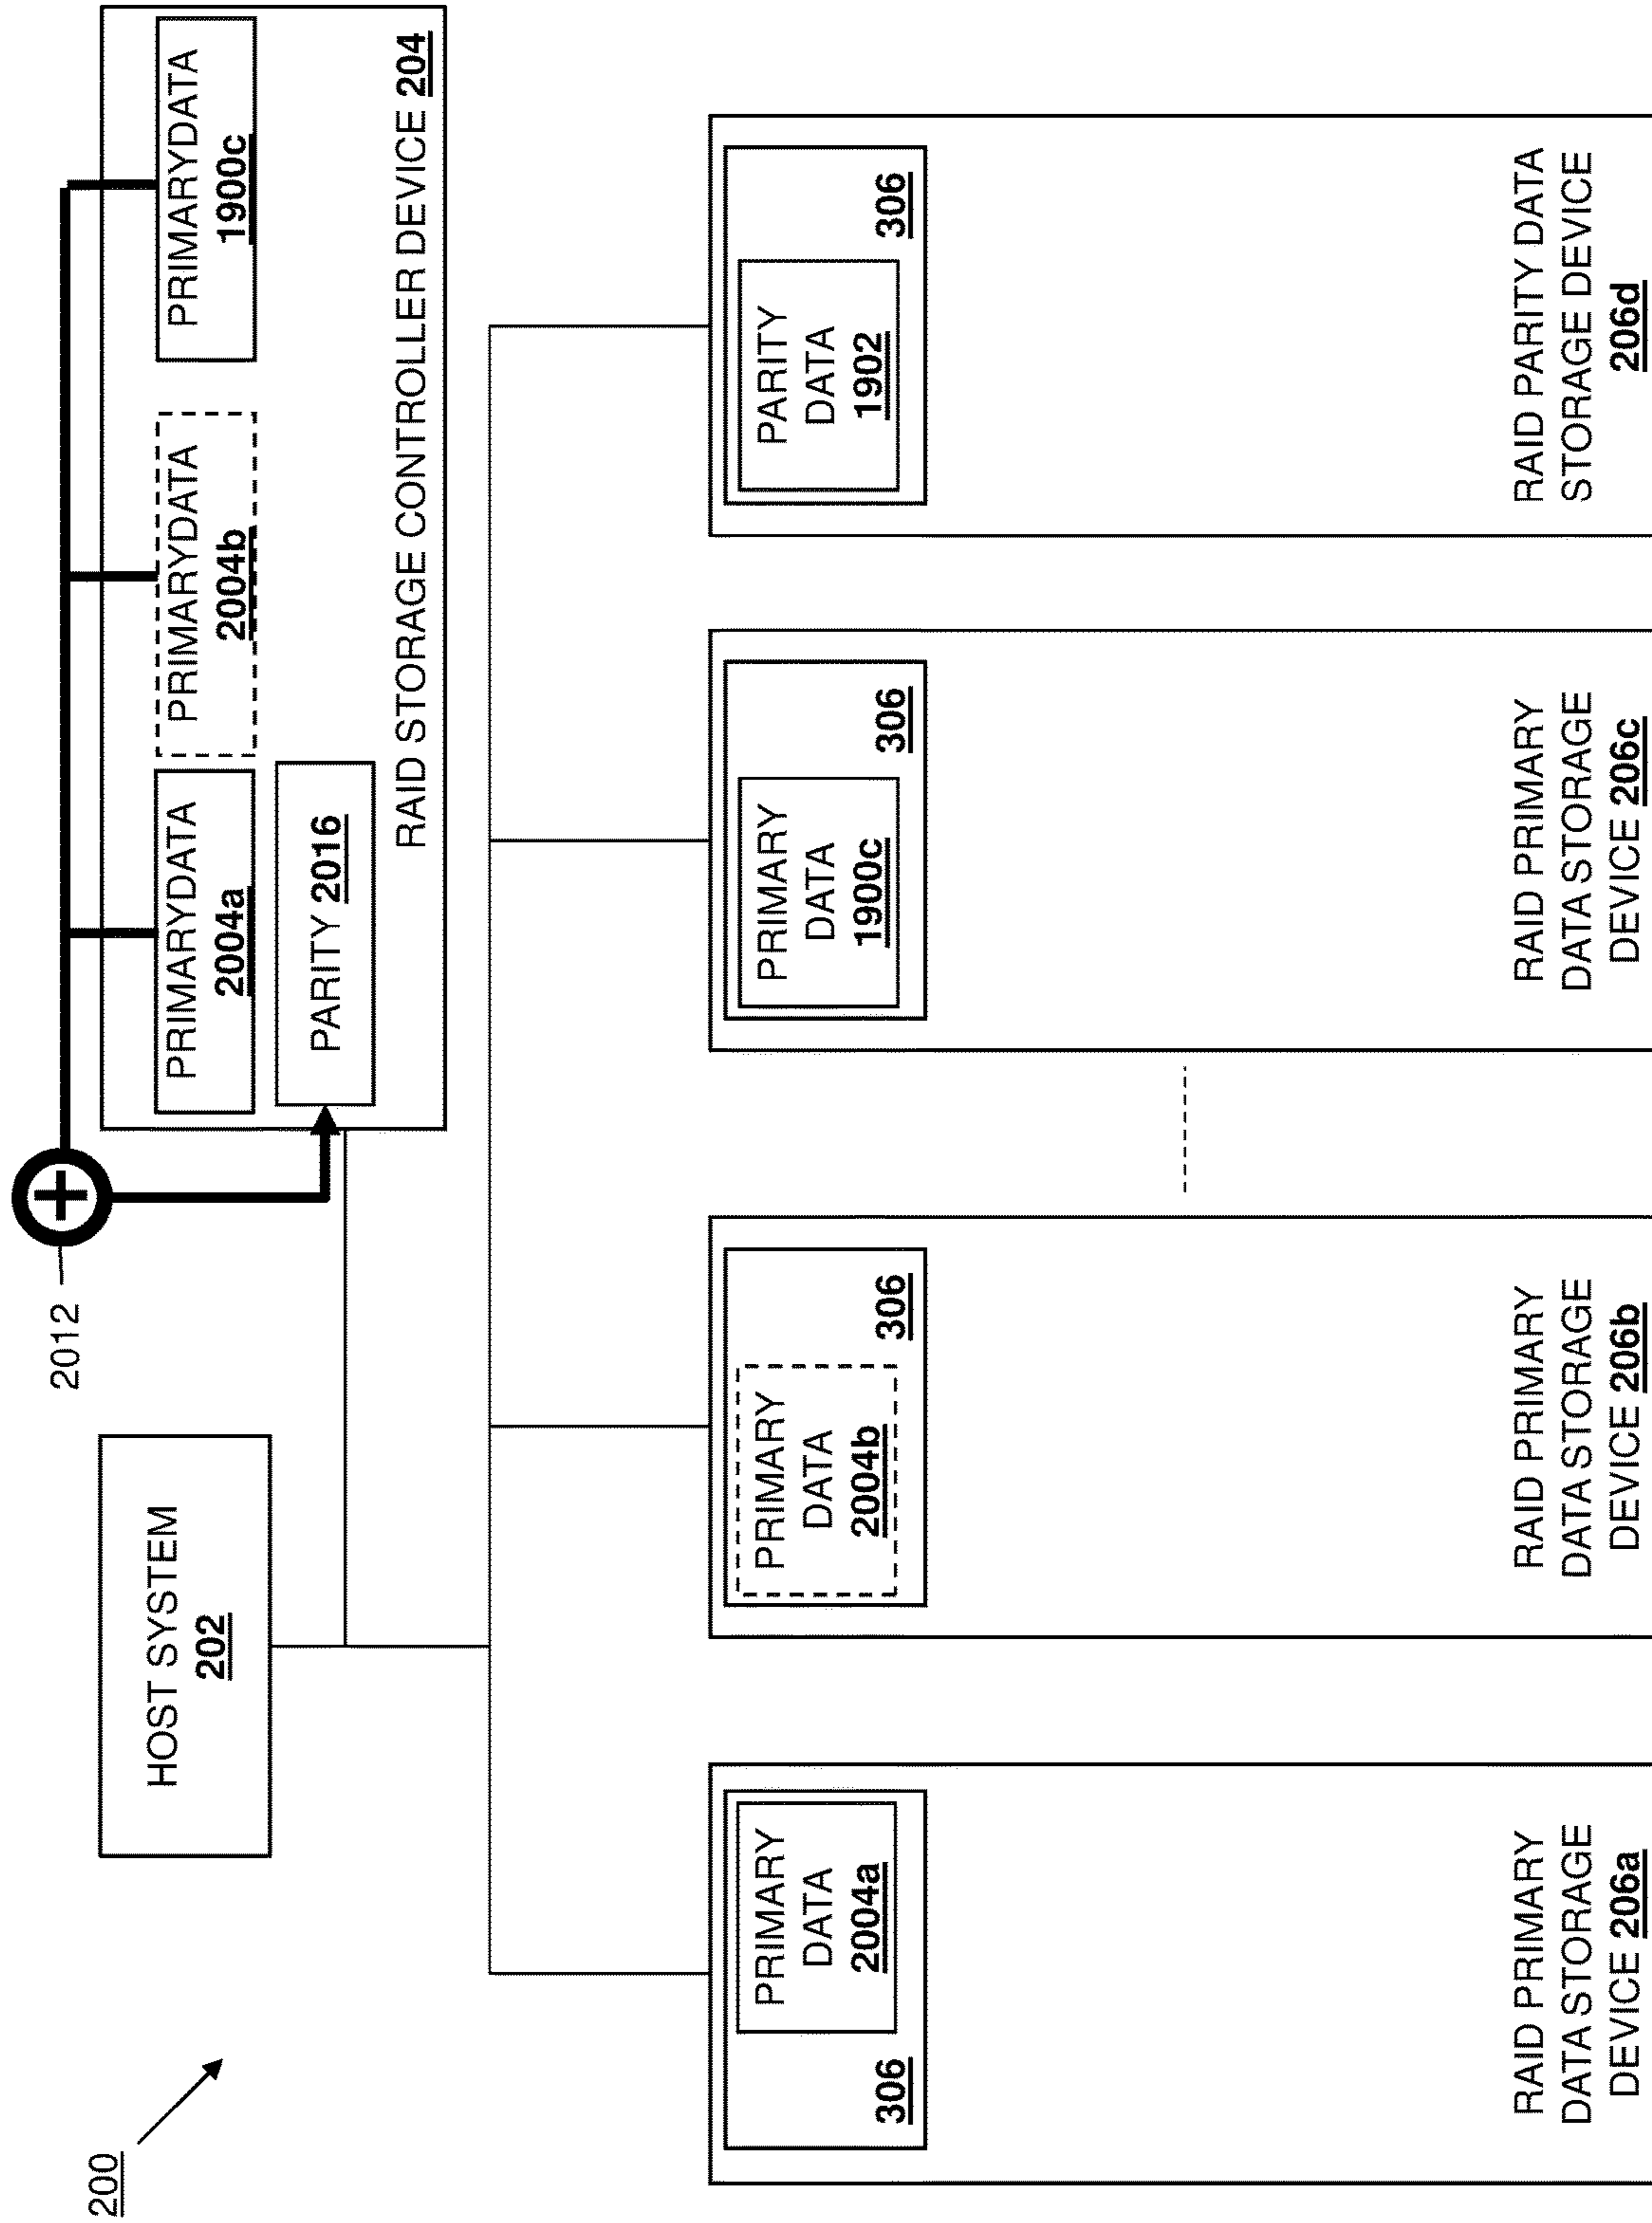 200
HOST SYSTEM
202
2012
+
PRIMARYDATA
2004a
PRIMARYDATA
2004b
PRIMARYDATA
1900c
PARITY 2016
RAID STORAGE CONTROLLER DEVICE 204
306
PRIMARY
DATA
2004a
RAID PRIMARY
DATA STORAGE
DEVICE 206a
PRIMARY
DATA
2004b
306
RAID PRIMARY
DATA STORAGE
DEVICE 206b
PRIMARY
DATA
1900c
306
RAID PRIMARY
DATA STORAGE
DEVICE 206c
PARITY
DATA
1902
306
RAID PARITY DATA
STORAGE DEVICE
206d